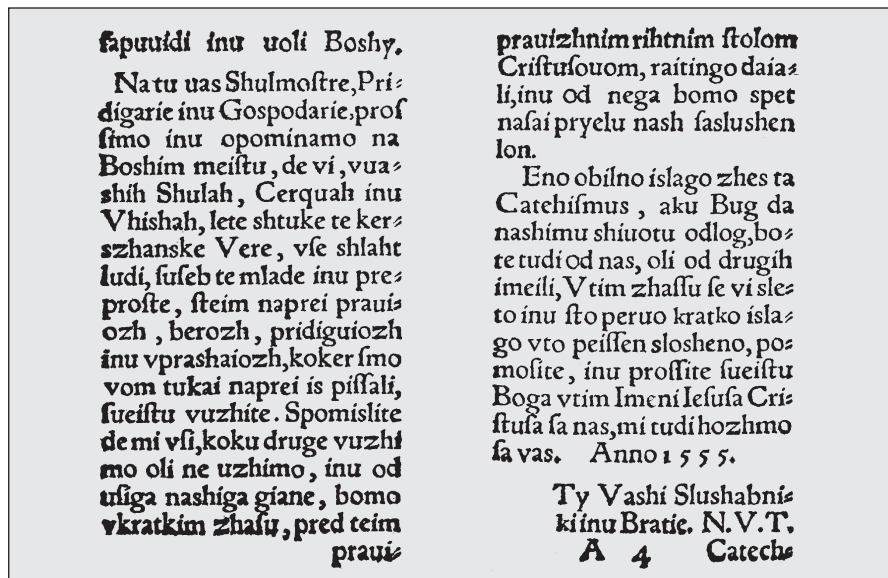 ſapuuidi inu uoli Boshy.
Na tu uas Shulmoſtre, Pri⸗
digarie inu Gospodarie, proſ
ſimo inu opominamo na
Boshim meiſtu, de vi, vua⸗
shih Shulah, Cerquah inu
Vhishah, lete shtuke te ker⸗
szhanske Vere, vſe shlaht
ludi, ſuſeb te mlade inu pre⸗
proſte, ſteim naprei praui⸗
ozh, berozh, pridiguiozh
inu vprashaiozh, koker ſmo
vom tukai naprei is piſſali,
ſueiſtu vuzhite. Spomislite
de mi vſi, koku druge vuzhi
mo oli ne uzhimo, inu od
uſiga nashiga giane, bomo
vkratkim zhaſu, pred teim
praui⸗
prauizhnim rihtnim ſtolom
Criſtuſouom, raitingo daia⸗
li, inu od nega bomo spet
naſai pryelu nash ſaslushen
lon.
Eno obilno islago zhes ta
Catehiſmus, aku Bug da
nashimu shiuotu odlog, bo⸗
te tudi od nas, oli od drugih
imeili, V tim zhaſſu ſe vi sle⸗
to inu ſto peruo kratko isla⸗
go vto peiſſen slosheno, po⸗
moſite, inu proſſite ſueiſtu
Boga vtim Imeni Ieſuſa Cri⸗
ſtuſa ſa nas, mi tudi hozhmo
ſa vas. Anno 1555.
Ty Vashi Slushabni⸗
ki inu Bratie. N. V. T.
A 4 Catech⸗